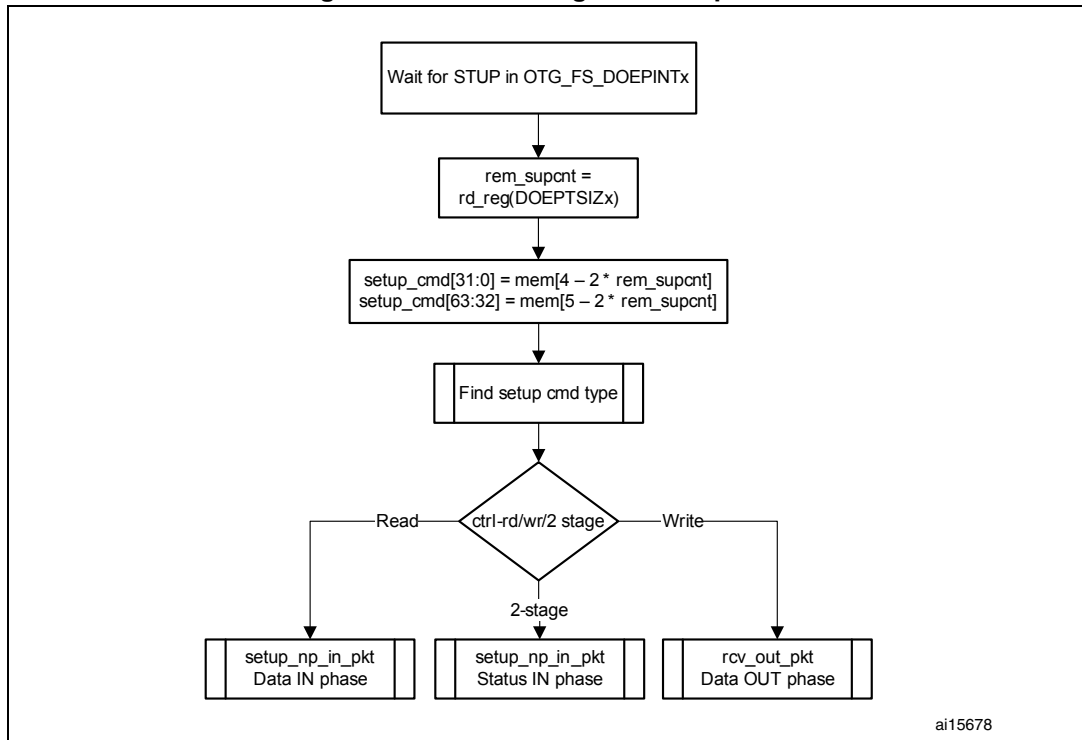 Wait for STUP in OTG_FS_DOEPINTx
rem_supcnt =
rd_reg(DOEPTSIZx)
setup_cmd[31:0] = mem[4 – 2 * rem_supcnt]
setup_cmd[63:32] = mem[5 – 2 * rem_supcnt]
Find setup cmd type
Read
ctrl-rd/wr/2 stage
Write
2-stage
setup_np_in_pkt
Data IN phase
setup_np_in_pkt
Status IN phase
rcv_out_pkt
Data OUT phase
ai15678